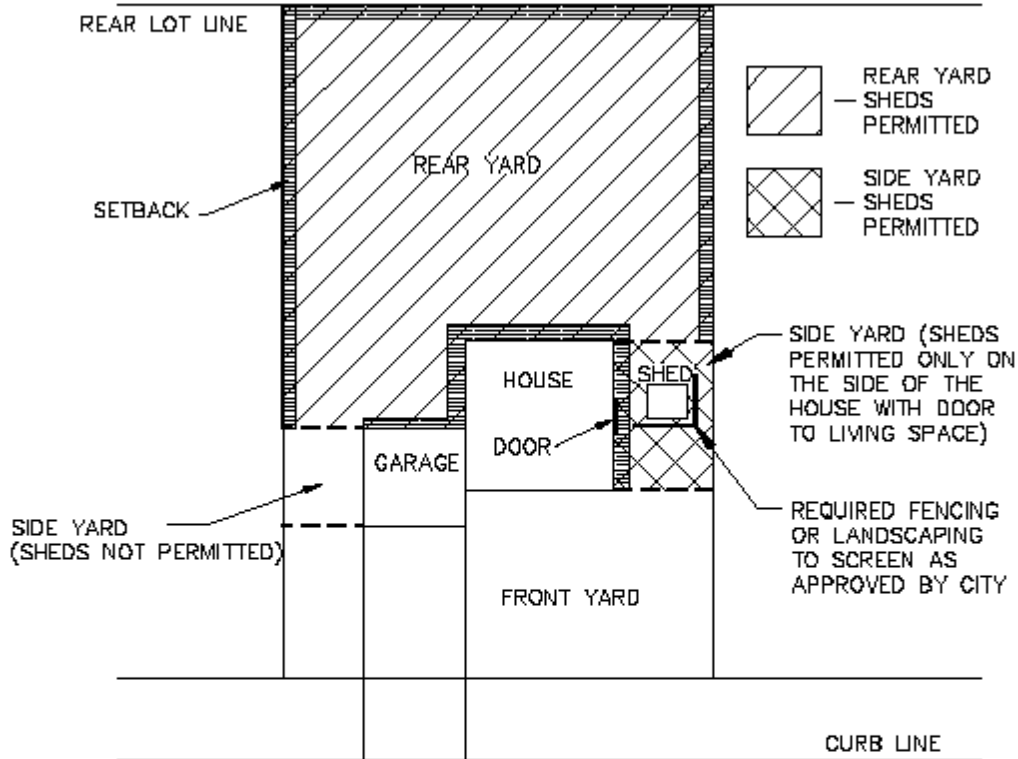 REAR LOT LINE
REAR YARD
— SHEDS
PERMITTED
REAR YARD
SIDE YARD
— SHEDS
PERMITTED
SETBACK
SIDE YARD (SHEDS
PERMITTED ONLY ON
THE SIDE OF THE
HOUSE WITH DOOR
TO LIVING SPACE)
HOUSE
SHED
DOOR
GARAGE
SIDE YARD
(SHEDS NOT PERMITTED)
REQUIRED FENCING
OR LANDSCAPING
TO SCREEN AS
APPROVED BY CITY
FRONT YARD
CURB LINE